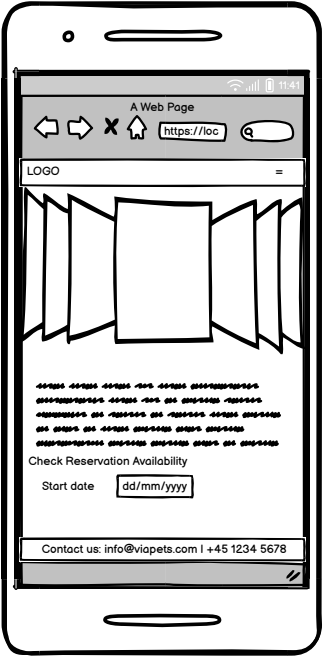 11:41
A Web Page
https://loc
LOGO
=
Check Reservation Availability
Start date dd/mm/yyyy
Contact us: info@viapets.com | +45 1234 5678